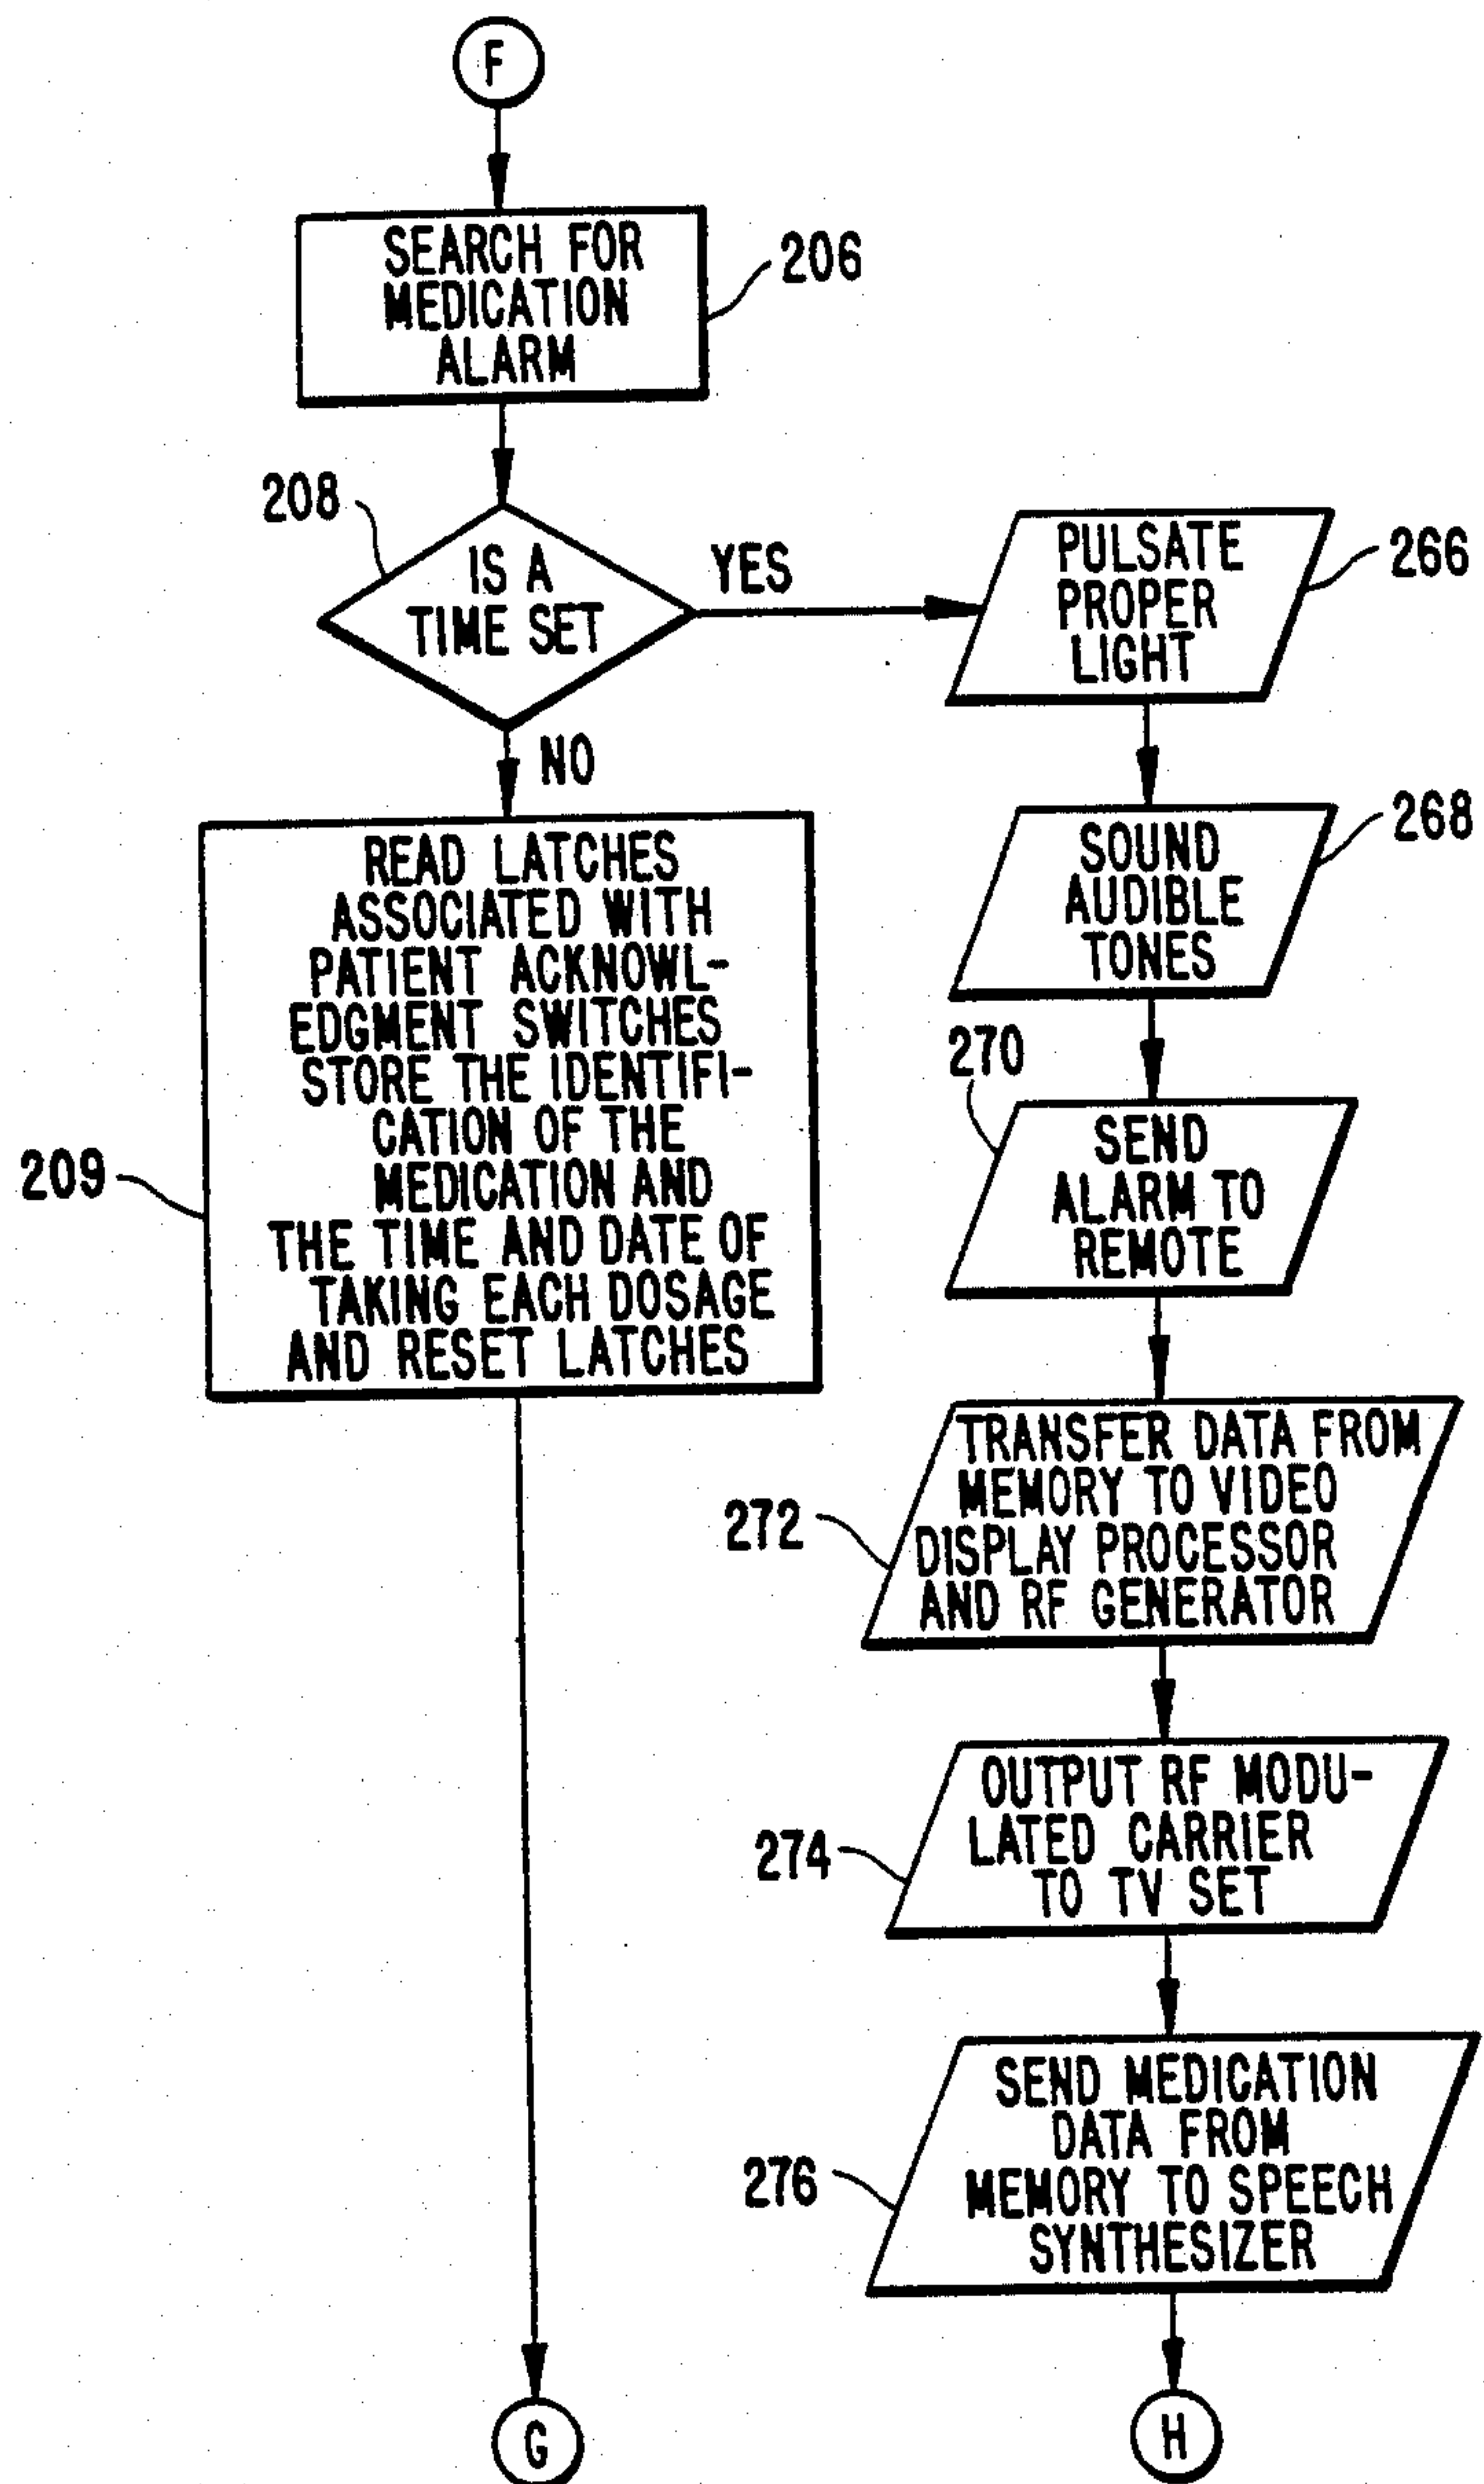 F
SEARCH FOR
MEDICATION
ALARM
206
208
IS A
TIME SET
YES
NO
READ LATCHES
ASSOCIATED WITH
PATIENT ACKNOWL-
EDGMENT SWITCHES
STORE THE IDENTIFI-
CATION OF THE
MEDICATION AND
THE TIME AND DATE OF
TAKING EACH DOSAGE
AND RESET LATCHES
209
G
PULSATE
PROPER
LIGHT
266
SOUND
AUDIBLE
TONES
268
270
SEND
ALARM TO
REMOTE
TRANSFER DATA FROM
MEMORY TO VIDEO
DISPLAY PROCESSOR
AND RF GENERATOR
272
OUTPUT RF MODU-
LATED CARRIER
TO TV SET
274
SEND MEDICATION
DATA FROM
MEMORY TO SPEECH
SYNTHESIZER
276
H